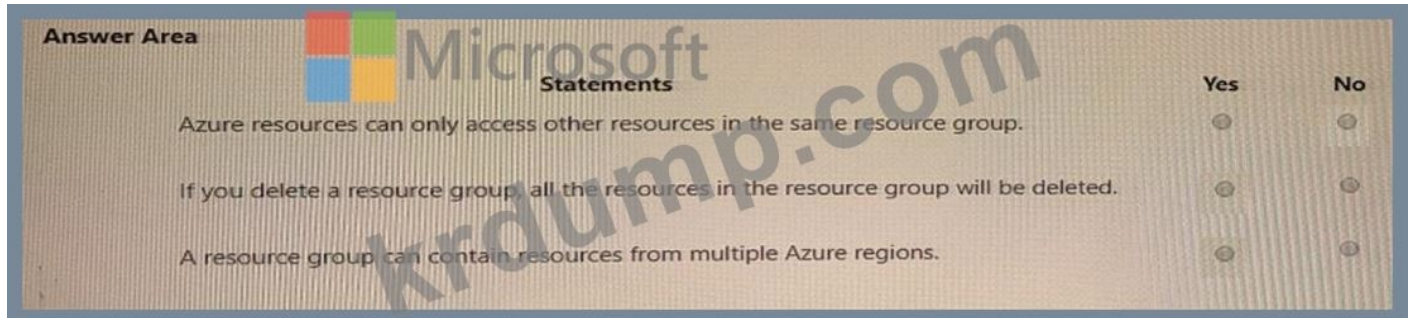 Answer Area
Microsoft
Statements
Yes
No
Azure resources can only access other resources in the same resource group.
If you delete a resource group, all the resources in the resource group will be deleted.
A resource group can contain resources from multiple Azure regions.
krdump.com